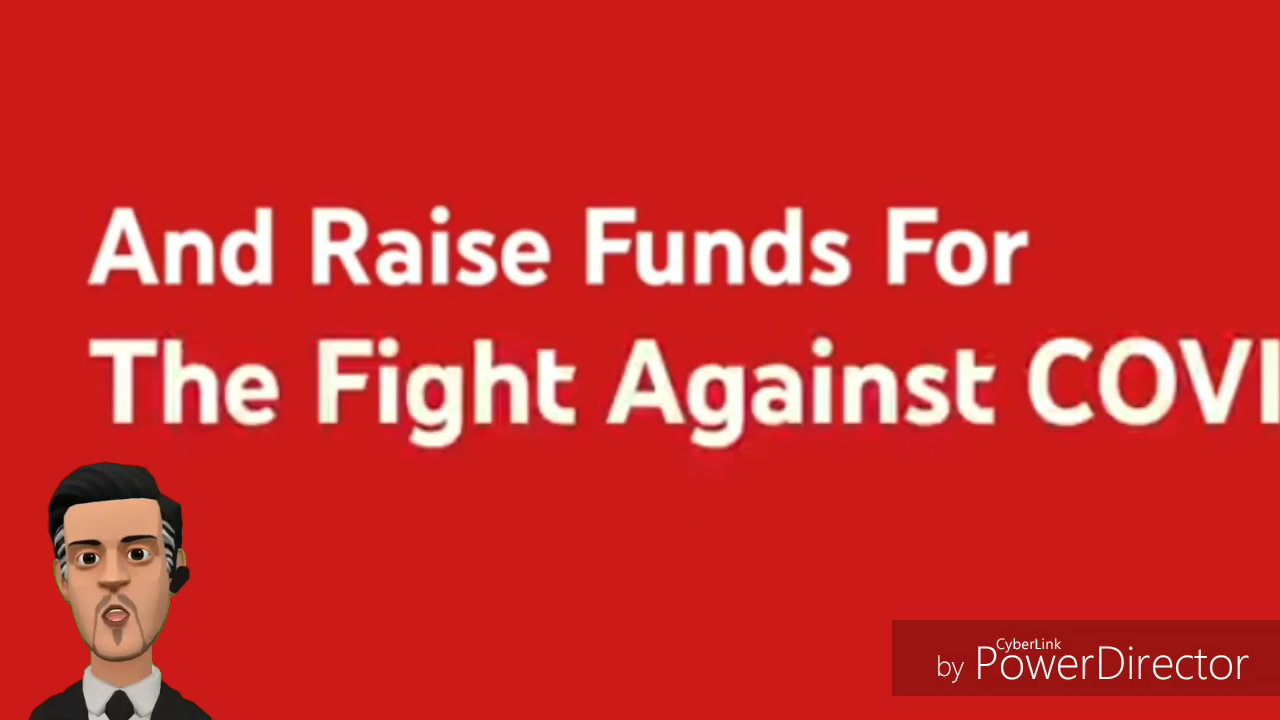 And Raise Funds For
The Fight Against COVI
CyberLink
by PowerDirector